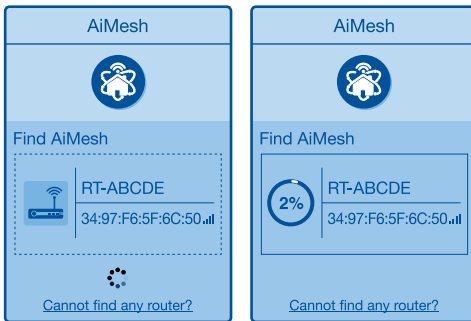 AiMesh
Find AiMesh
RT-ABCDE
34:97:F6:5F:6C:50
Cannot find any router?
AiMesh
Find AiMesh
2%
RT-ABCDE
34:97:F6:5F:6C:50
Cannot find any router?